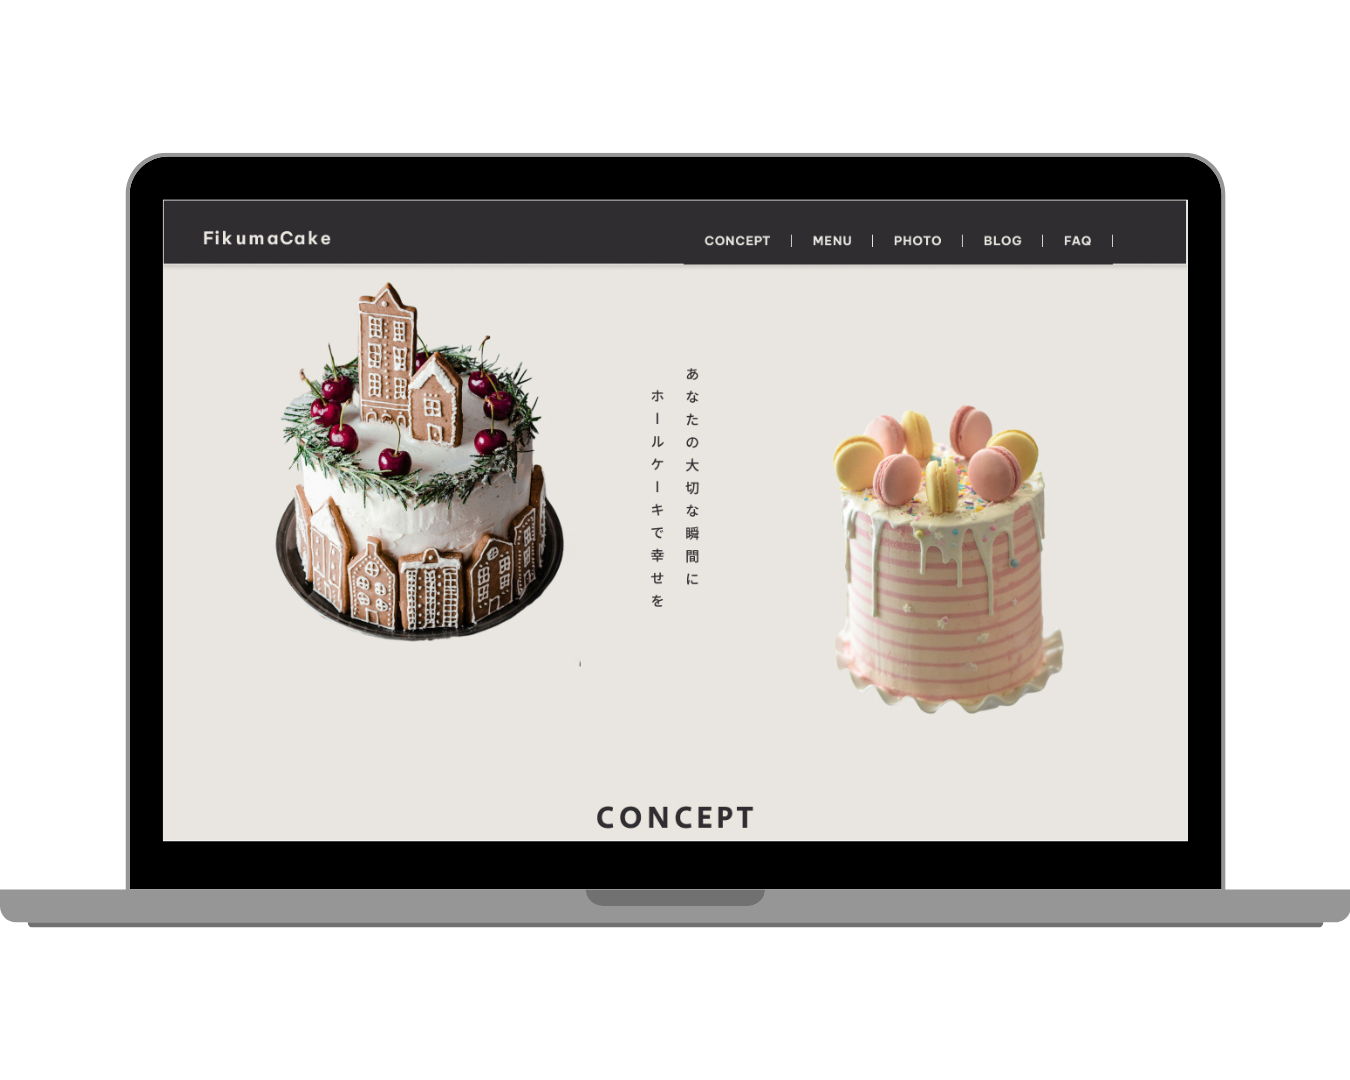 FikumaCake
CONCEPT
MENU
PHOTO
BLOG
FAQ
あなたの大切な瞬間に
ホールケーキで幸せを
CONCEPT